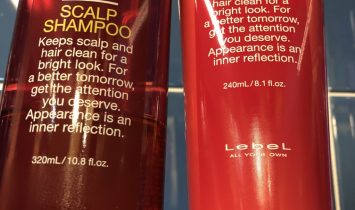 SCALP
SHAMPOO
Keeps scalp and
hair clean for a
bright look. For
a better tomorrow,
get the attention
you deserve.
Appearance is an
inner reflection.
320mL/10.8 fl.oz.
hair clean for a
bright look. For
a better tomorrow,
get the attention
you deserve.
Appearance is an
inner reflection.
240mL/8.1 fl.oz.
LebeL
ALL YOUR OWN